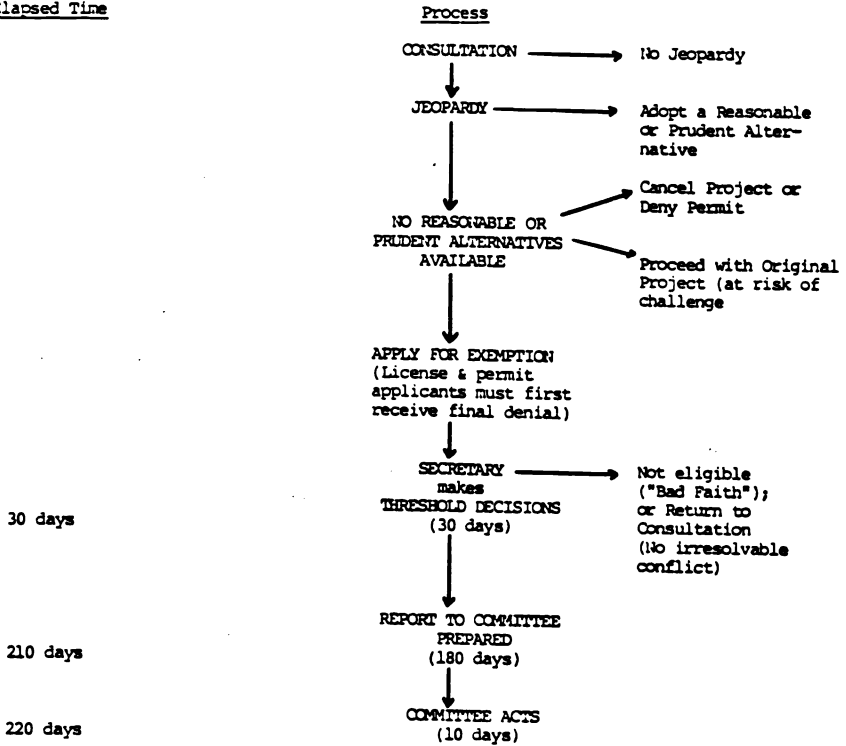 lapsed Time
Process
CONSULTATION
No Jeopardy
JEOPARDY
Adopt a Reasonable
or Prudent Alter-
native
Cancel Project or
Deny Permit
NO REASONABLE OR
PRUDENT ALTERNATIVES
AVAILABLE
Proceed with Original
Project (at risk of
challenge
APPLY FOR EXEMPTION
(License & permit
applicants must first
receive final denial)
SECRETARY
makes
THRESHOLD DECISIONS
(30 days)
Not eligible
("Bad Faith");
or Return to
Consultation
(No irresolvable
conflict)
30 days
REPORT TO COMMITTEE
PREPARED
(180 days)
210 days
COMMITTEE ACTS
(10 days)
220 days